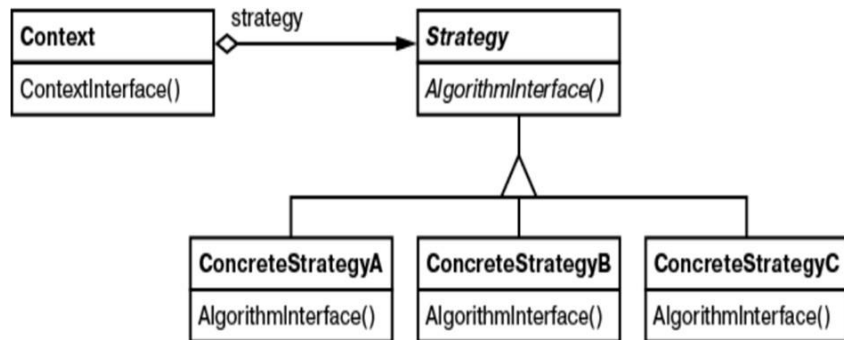 strategy
Context
Strategy
ContextInterface()
AlgorithmInterface()
ConcreteStrategyA
ConcreteStrategyB
ConcreteStrategyC
AlgorithmInterface()
AlgorithmInterface()
AlgorithmInterface()